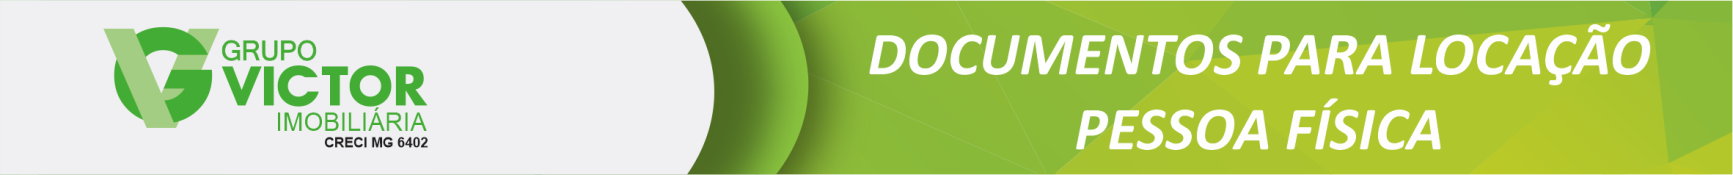 GRUPO
VICTOR
IMOBILIÁRIA
CRECI MG 6402
DOCUMENTOS PARA LOCAÇÃO
PESSOA FÍSICA